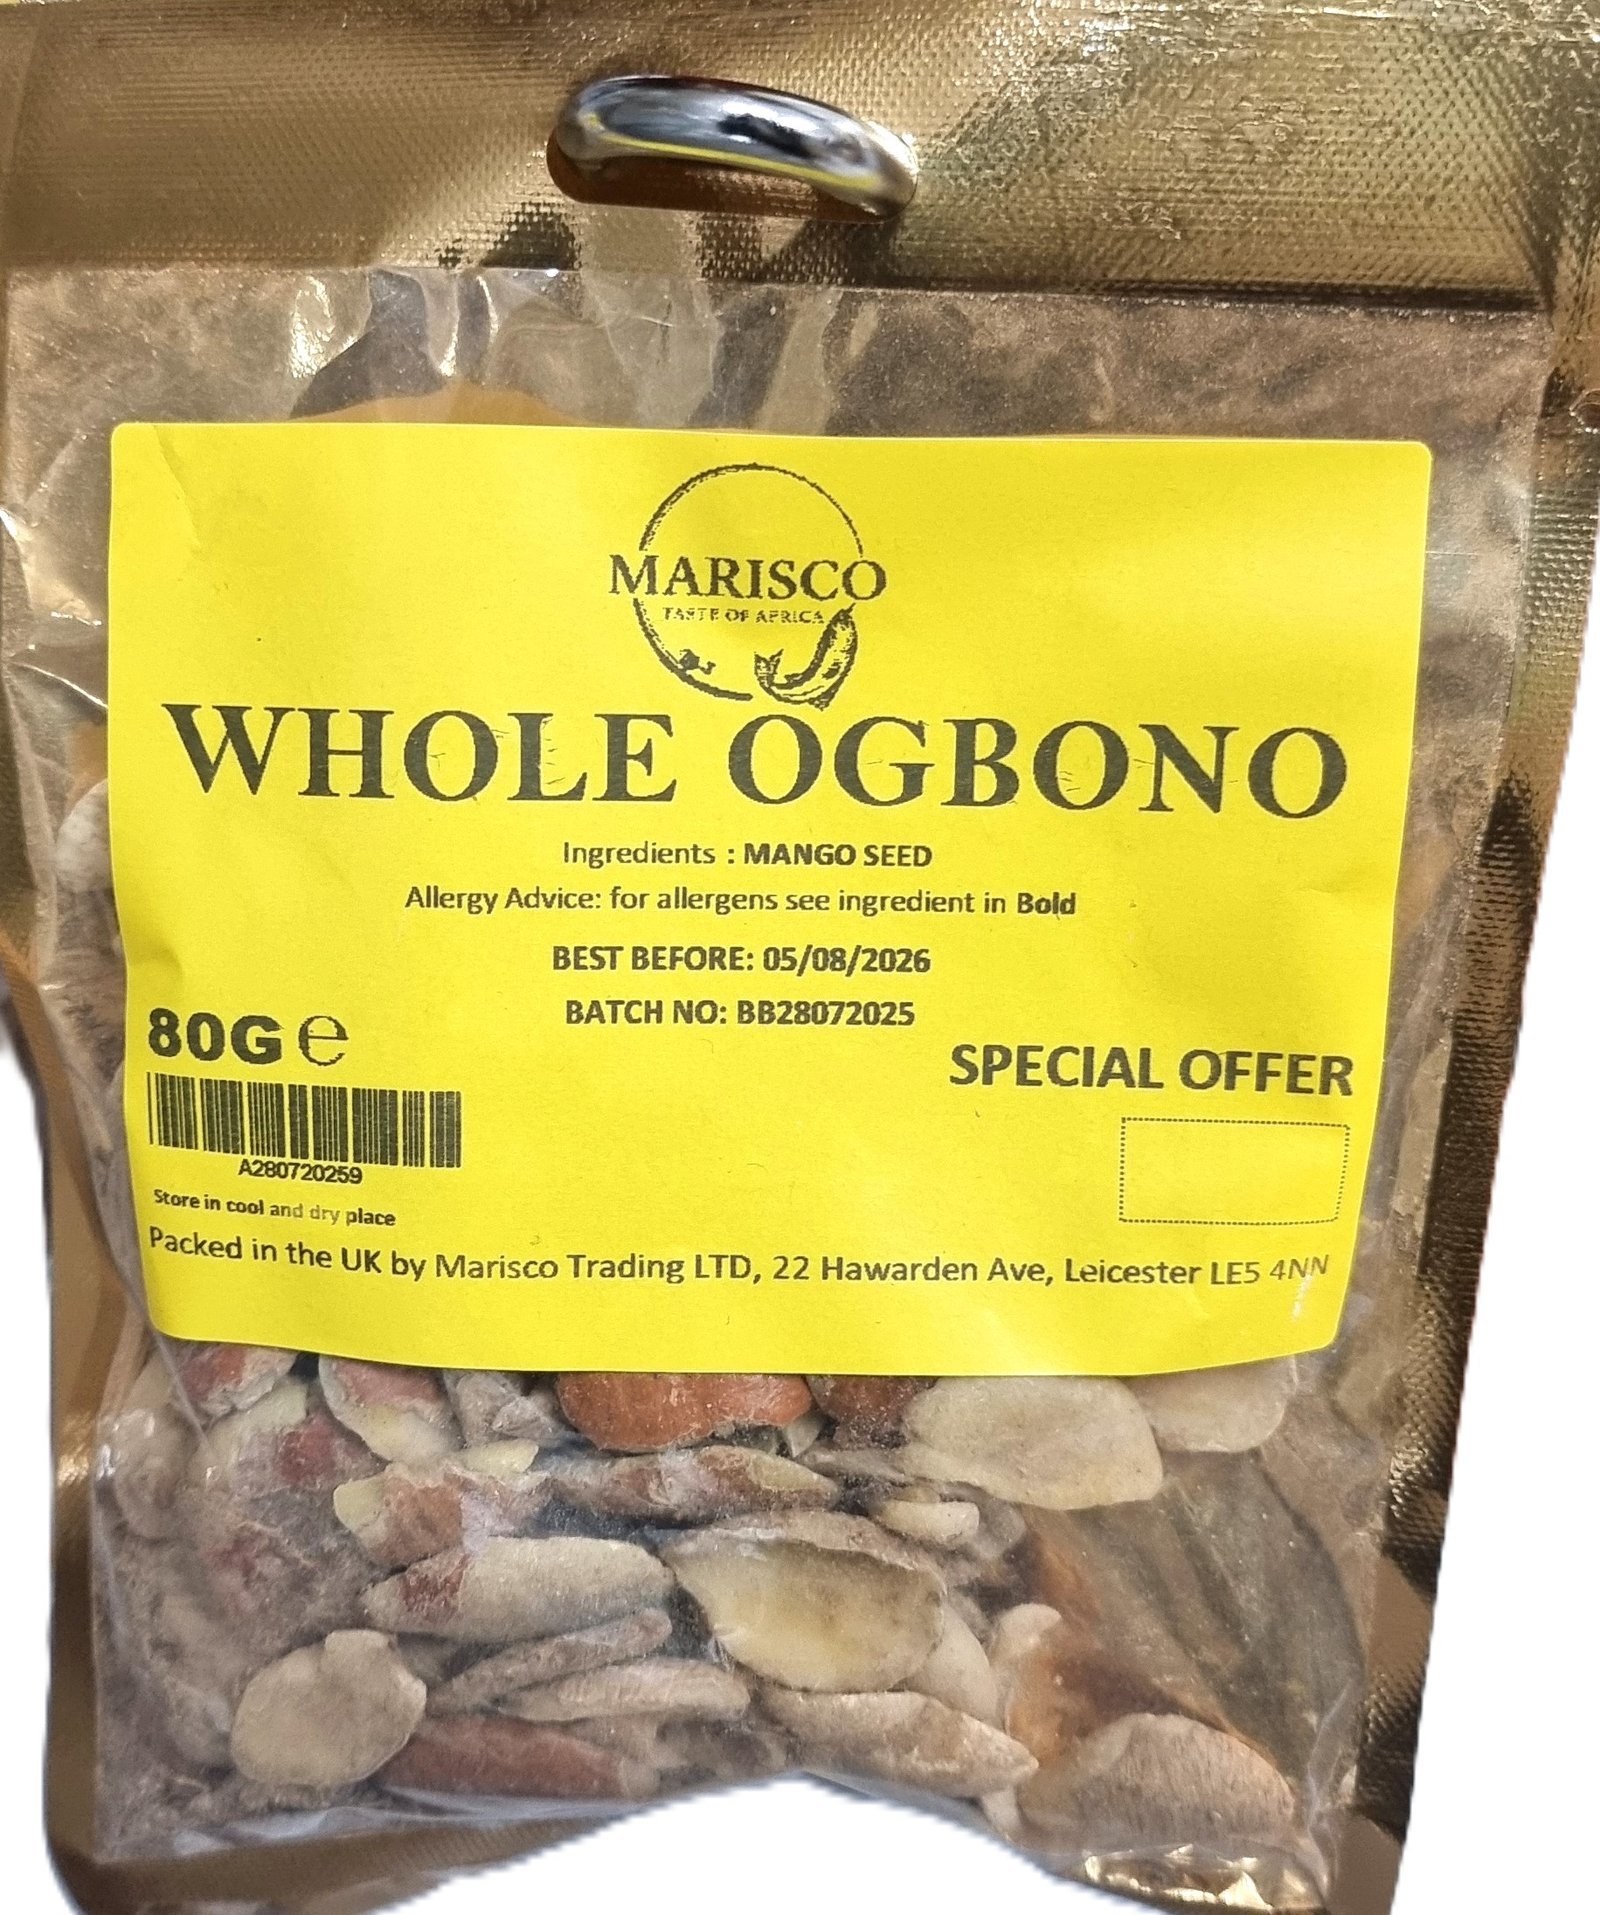 MARISCO
TASTE OF AFRICA
WHOLE OGBONO
Ingredients : MANGO SEED
Allergy Advice: for allergens see ingredient in Bold
BEST BEFORE: 05/08/2026
BATCH NO: BB28072025
80G e
SPECIAL OFFER
A280720259
Store in cool and dry place
Packed in the UK by Marisco Trading LTD, 22 Hawarden Ave, Leicester LE5 4NN